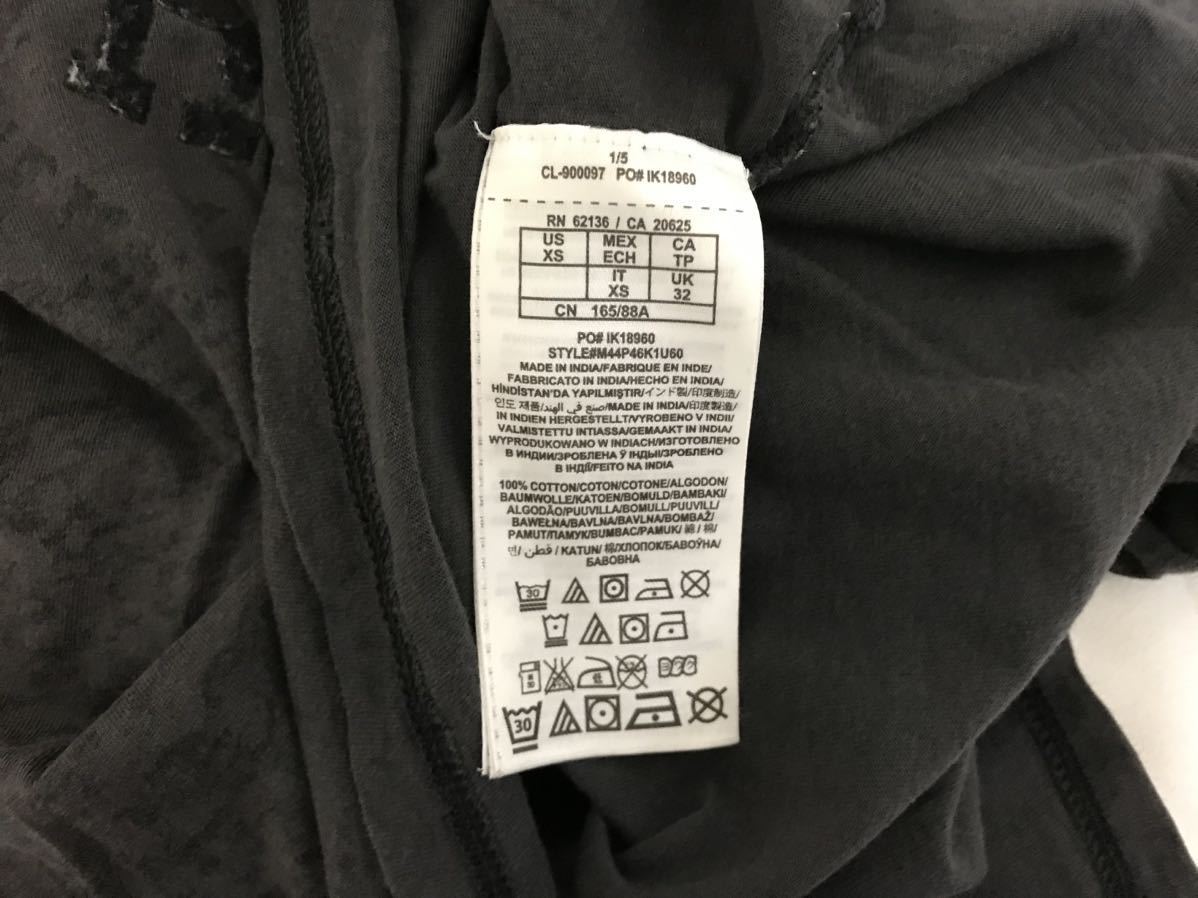 1/5
CL-900097 PO# IK18960
RN 62136 / CA 20625
US MEX CA
XS ECH TP
IT UK
XS 32
CN 165/88A
PO# IK18960
STYLE#M44P46K1U60
MADE IN INDIA/FABRIQUE EN INDE/
FABBRICATO IN INDIA/HECHO EN INDIA/
HİNDİSTAN'DA YAPILMIŞTIR/インド製/印度制造/
인도 제품/صنع في الهند/MADE IN INDIA/印度製造/
IN INDIEN HERGESTELLT/VYROBENO V INDII/
VALMISTETTU INTIASSA/GEMAAKT IN INDIA/
WYPRODUKOWANO W INDIACH/ИЗГОТОВЛЕНО
В ИНДИИ/ЗРОБЛЕНА Ў ІНДЫІ/ЗРОБЛЕНО
В ІНДІЇ/FEITO NA INDIA
100% COTTON/COTON/COTONE/ALGODON/
BAUMWOLLE/KATOEN/BOMULD/BAMBAKI/
ALGODÃO/PUUVILLA/BOMULL/PUUVILL/
BAWEŁNA/BAVLNA/BAVLNA/BOMBAŽ/
PAMUT/ПАМУК/BUMBAC/PAMUK/ 綿 / 棉/
면/ قطن / KATUN/ 棉/ХЛОПОК/БАВОЎНА/
БАВОВНА
30
30